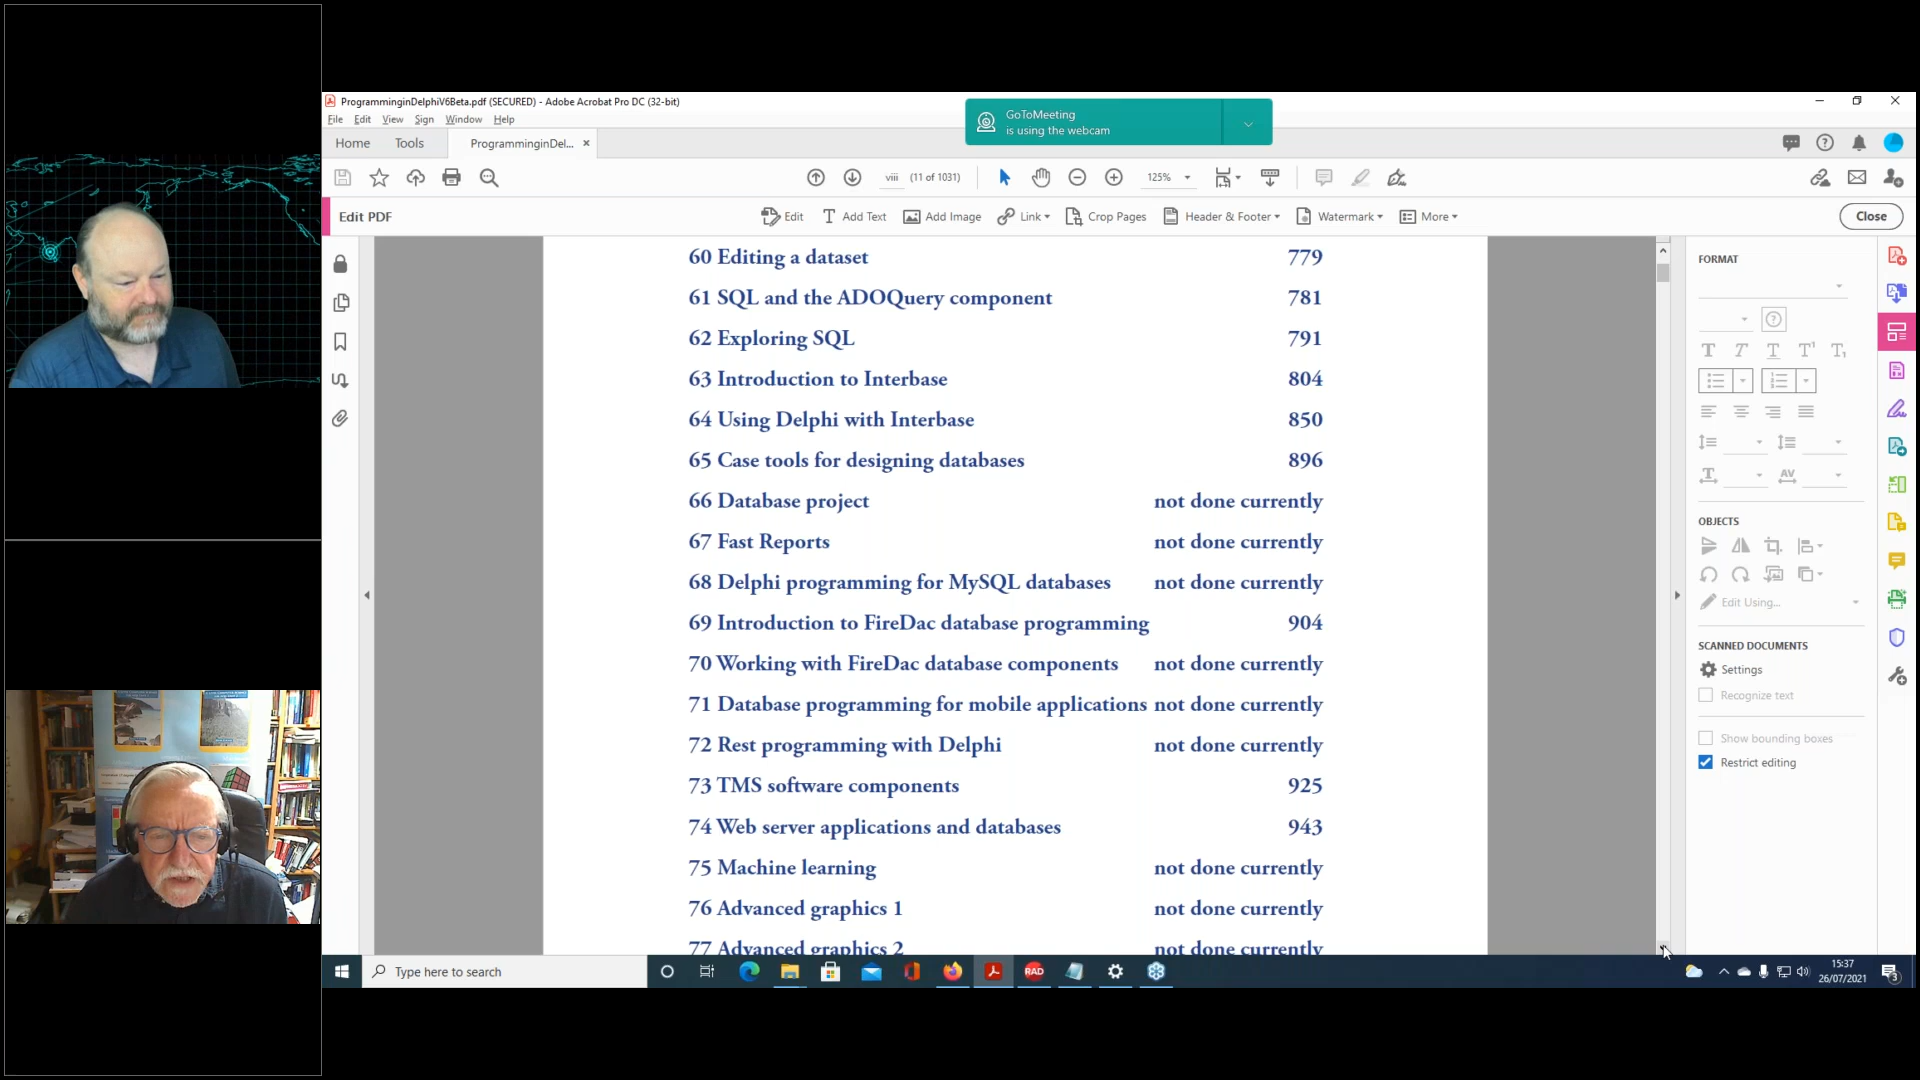 ProgramminginDelphiV6Beta.pdf (SECURED) - Adobe Acrobat Pro DC (32-bit)
File Edit View Sign Window Help
GoToMeeting
is using the webcam
Home Tools ProgramminginDel...
viii (11 of 1031) 125%
Edit PDF Edit Add Text Add Image Link Crop Pages Header & Footer Watermark More Close
60 Editing a dataset 779
61 SQL and the ADOQuery component 781
62 Exploring SQL 791
63 Introduction to Interbase 804
64 Using Delphi with Interbase 850
65 Case tools for designing databases 896
66 Database project not done currently
67 Fast Reports not done currently
68 Delphi programming for MySQL databases not done currently
69 Introduction to FireDac database programming 904
70 Working with FireDac database components not done currently
71 Database programming for mobile applications not done currently
72 Rest programming with Delphi not done currently
73 TMS software components 925
74 Web server applications and databases 943
75 Machine learning not done currently
76 Advanced graphics 1 not done currently
77 Advanced graphics 2 not done currently
FORMAT
OBJECTS
Edit Using...
SCANNED DOCUMENTS
Settings
Recognize text
Show bounding boxes
Restrict editing
Type here to search
RAD
15:37
26/07/2021
3